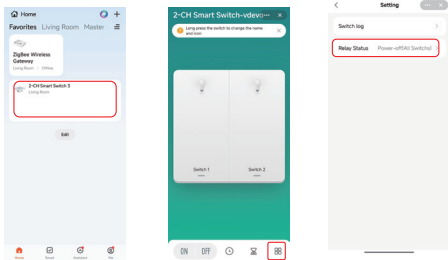 Home
Favorites Living Room Master
ZigBee Wireless
Gateway
Living Room Offline
2-CH Smart Switch 5
Living Room
Edit
Home Smart Assistant Me
2-CH Smart Switch-vdevo...
Long press the switch to change the name
and icon
Switch 1 Switch 2
ON OFF
Setting
Switch log
Relay Status Power-off(All Switchs)